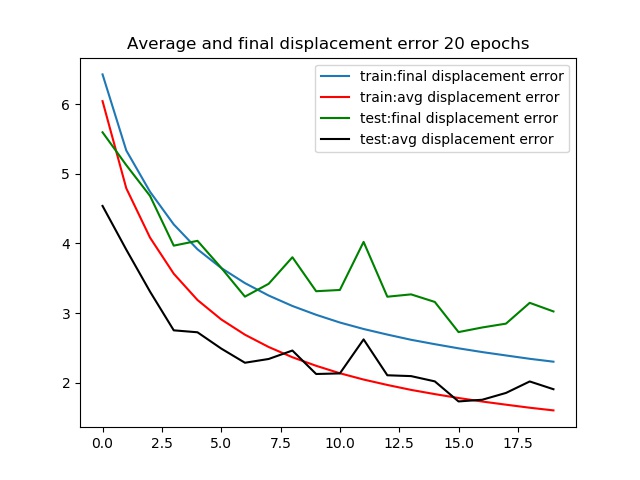 Average and final displacement error 20 epochs
train:final displacement error
train:avg displacement error
test:final displacement error
test:avg displacement error
6
5
4
3
2
0.0 2.5 5.0 7.5 10.0 12.5 15.0 17.5